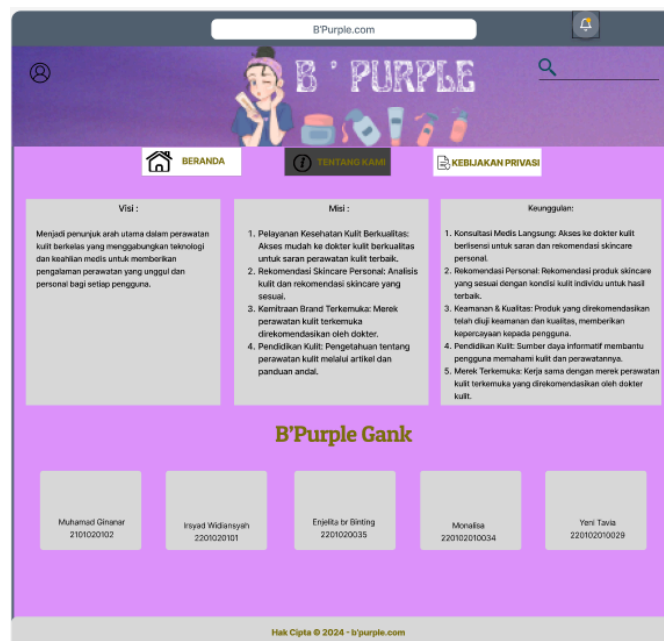 B'Purple.com
B ' PURPLE
BERANDA
TENTANG KAMI
KEBIJAKAN PRIVASI
Visi :
Menjadi penunjuk arah utama dalam perawatan
kulit berkelas yang menggabungkan teknologi
dan keahlian medis untuk memberikan
pengalaman perawatan yang unggul dan
personal bagi setiap pengguna.
Misi :
1. Pelayanan Kesehatan Kulit Berkualitas:
Akses mudah ke dokter kulit berkualitas
untuk saran perawatan kulit terbaik.
2. Rekomendasi Skincare Personal: Analisis
kulit dan rekomendasi skincare yang
sesuai.
3. Kemitraan Brand Terkemuka: Merek
perawatan kulit terkemuka
direkomendasikan oleh dokter.
4. Pendidikan Kulit: Pengetahuan tentang
perawatan kulit melalui artikel dan
panduan andal.
Keunggulan:
1. Konsultasi Medis Langsung: Akses ke dokter kulit
berlisensi untuk saran dan rekomendasi skincare
personal.
2. Rekomendasi Personal: Rekomendasi produk skincare
yang sesuai dengan kondisi kulit individu untuk hasil
terbaik.
3. Keamanan & Kualitas: Produk yang direkomendasikan
telah diuji keamanan dan kualitas, memberikan
kepercayaan kepada pengguna.
4. Pendidikan Kulit: Sumber daya informatif membantu
pengguna memahami kulit dan perawatannya.
5. Merek Terkemuka: Kerja sama dengan merek perawatan
kulit terkemuka yang direkomendasikan oleh dokter
kulit.
B'Purple Gank
Muhamad Ginanar
2101020102
Irsyad Widiansyah
2201020101
Enjelita br Binting
2201020035
Monalisa
220102010034
Yeni Tavia
220102010029
Hak Cipta © 2024 - b'purple.com